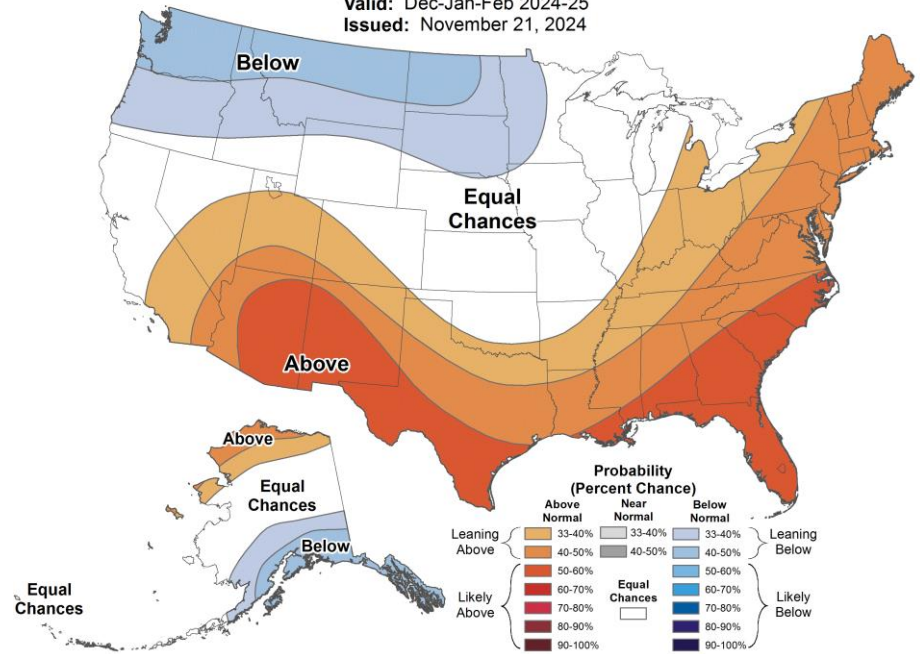 Valid: Dec-Jan-Feb 2024-25
Issued: November 21, 2024
Below
Equal
Chances
Above
Above
Equal
Chances
Below
Equal
Chances
Probability
(Percent Chance)
Above
Normal
Near
Normal
Below
Normal
Leaning
Above
33-40%
33-40%
33-40%
Leaning
Below
40-50%
40-50%
40-50%
Likely
Above
50-60%
60-70%
70-80%
80-90%
90-100%
Equal
Chances
50-60%
60-70%
70-80%
80-90%
90-100%
Likely
Below